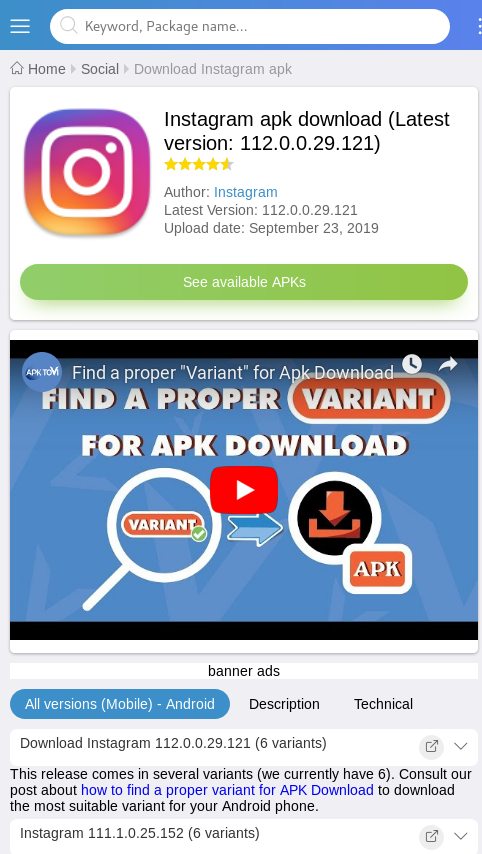 Keyword, Package name...
Home Social Download Instagram apk
Instagram apk download (Latest
version: 112.0.0.29.121)
Author: Instagram
Latest Version: 112.0.0.29.121
Upload date: September 23, 2019
See available APKs
Find a proper "Variant" for Apk Download
FIND A PROPER VARIANT
FOR APK DOWNLOAD
VARIANT
APK
banner ads
All versions (Mobile) - Android Description Technical
Download Instagram 112.0.0.29.121 (6 variants)
This release comes in several variants (we currently have 6). Consult our
post about how to find a proper variant for APK Download to download
the most suitable variant for your Android phone.
Instagram 111.1.0.25.152 (6 variants)